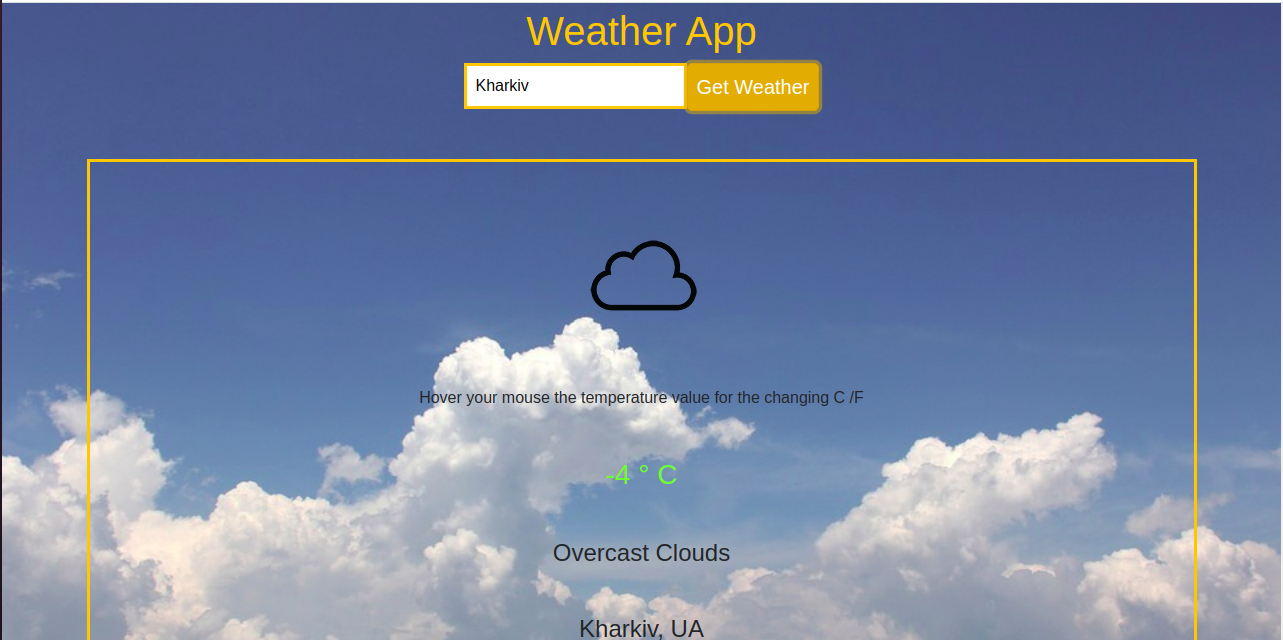 Weather App
Kharkiv
Get Weather
Hover your mouse the temperature value for the changing C /F
-4 ° C
Overcast Clouds
Kharkiv, UA